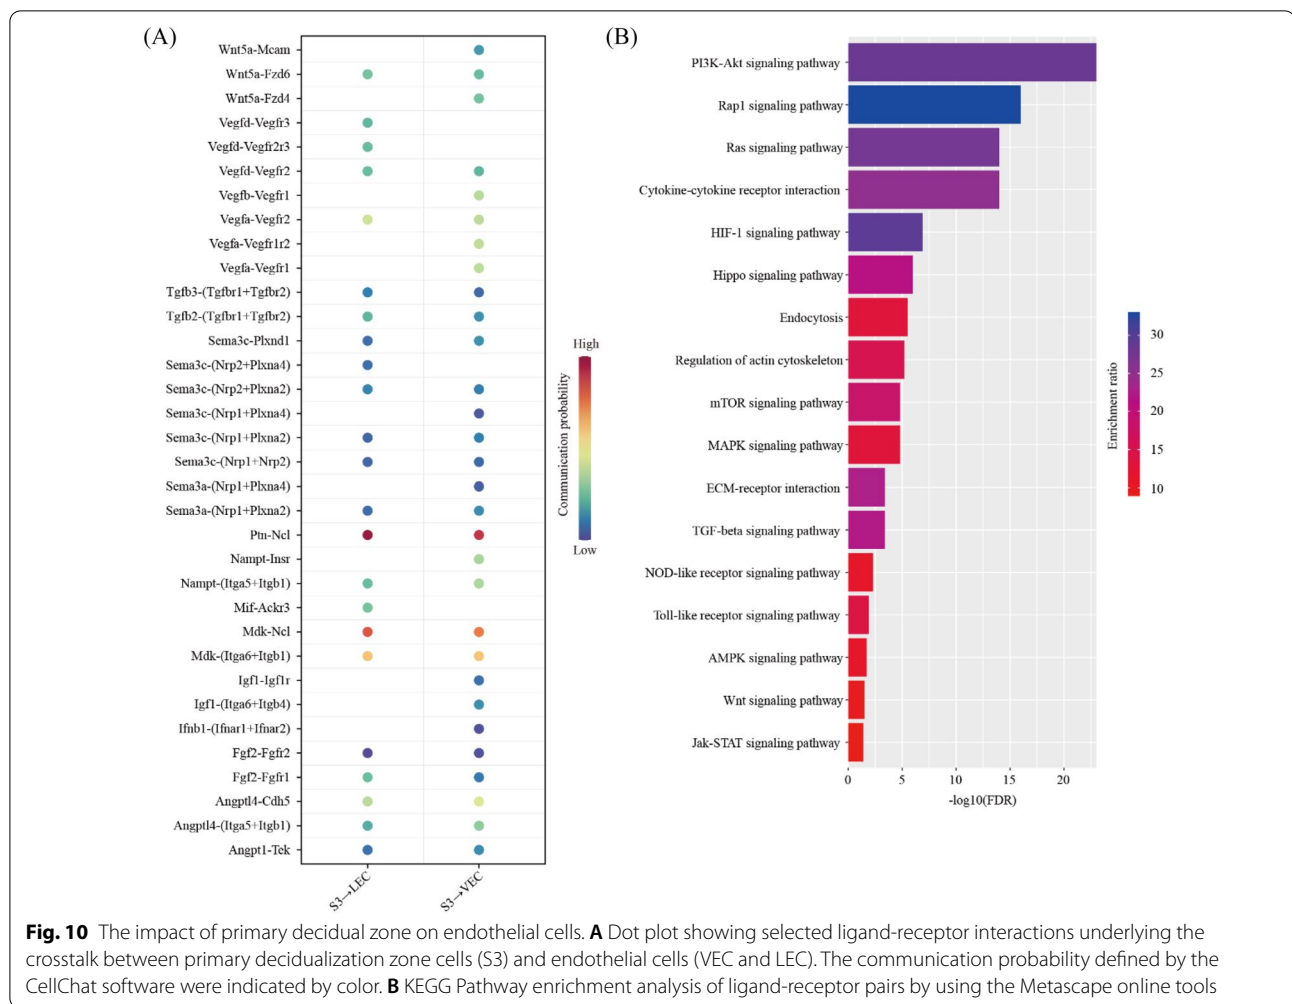 (A)
Wnt5a-Mcam
Wnt5a-Fzd6
Wnt5a-Fzd4
Vegfd-Vegfr3
Vegfd-Vegfr2r3
Vegfd-Vegfr2
Vegfb-Vegfr1
Vegfa-Vegfr2
Vegfa-Vegfr1r2
Vegfa-Vegfr1
Tgfb3-(Tgfbr1+Tgfbr2)
Tgfb2-(Tgfbr1+Tgfbr2)
Sema3c-Plxnd1
Sema3c-(Nrp2+Plxna4)
Sema3c-(Nrp2+Plxna2)
Sema3c-(Nrp1+Plxna4)
Sema3c-(Nrp1+Plxna2)
Sema3c-(Nrp1+Nrp2)
Sema3a-(Nrp1+Plxna4)
Sema3a-(Nrp1+Plxna2)
Ptn-Ncl
Nampt-Insr
Nampt-(Itga5+Itgb1)
Mif-Ackr3
Mdk-Ncl
Mdk-(Itga6+Itgb1)
Igf1-Igf1r
Igf1-(Itga6+Itgb4)
Ifnb1-(Ifnar1+Ifnar2)
Fgf2-Fgfr2
Fgf2-Fgfr1
Angptl4-Cdh5
Angptl4-(Itga5+Itgb1)
Angpt1-Tek
S3→LEC
S3→VEC
High
Communication probability
Low
(B)
PI3K-Akt signaling pathway
Rap1 signaling pathway
Ras signaling pathway
Cytokine-cytokine receptor interaction
HIF-1 signaling pathway
Hippo signaling pathway
Endocytosis
Regulation of actin cytoskeleton
mTOR signaling pathway
MAPK signaling pathway
ECM-receptor interaction
TGF-beta signaling pathway
NOD-like receptor signaling pathway
Toll-like receptor signaling pathway
AMPK signaling pathway
Wnt signaling pathway
Jak-STAT signaling pathway
0 5 10 15 20
-log10(FDR)
Enrichment ratio
30
25
20
15
10
Fig. 10 The impact of primary decidual zone on endothelial cells. A Dot plot showing selected ligand-receptor interactions underlying the
crosstalk between primary decidualization zone cells (S3) and endothelial cells (VEC and LEC). The communication probability defined by the
CellChat software were indicated by color. B KEGG Pathway enrichment analysis of ligand-receptor pairs by using the Metascape online tools